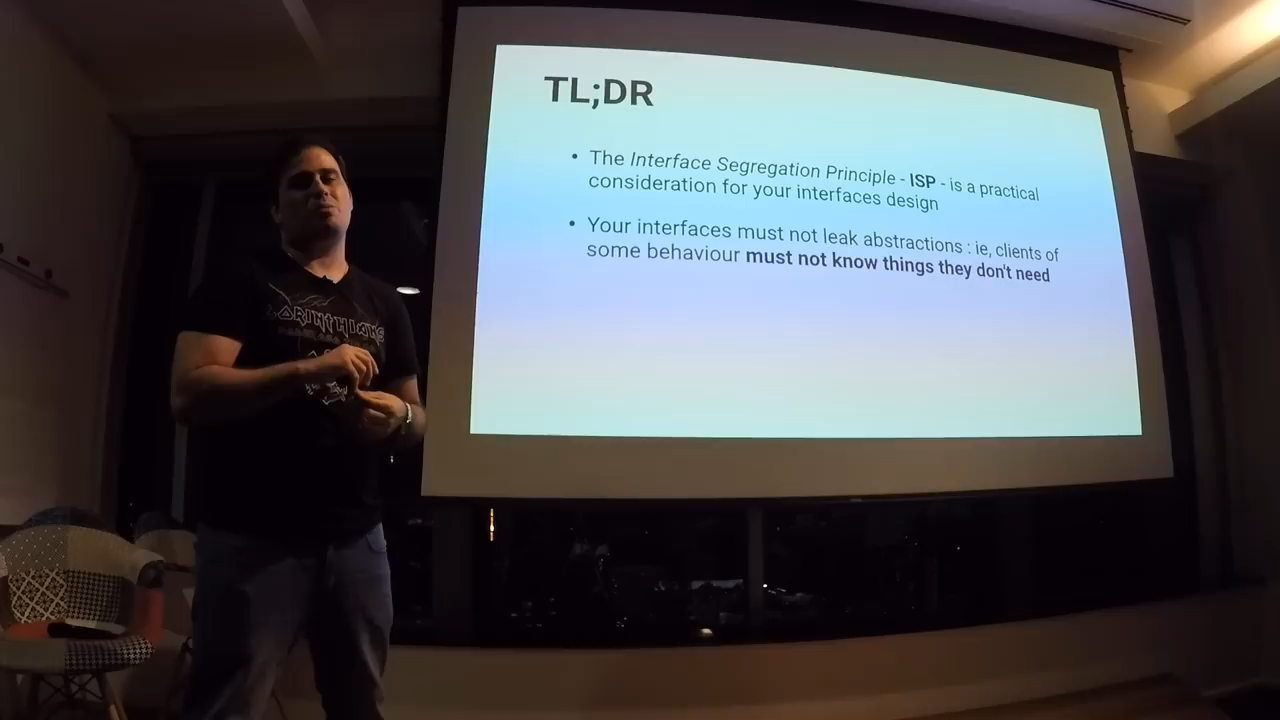 TL;DR
• The Interface Segregation Principle - ISP - is a practical
consideration for your interfaces design
• Your interfaces must not leak abstractions : ie, clients of
some behaviour must not know things they don't need
CORINTHIANS